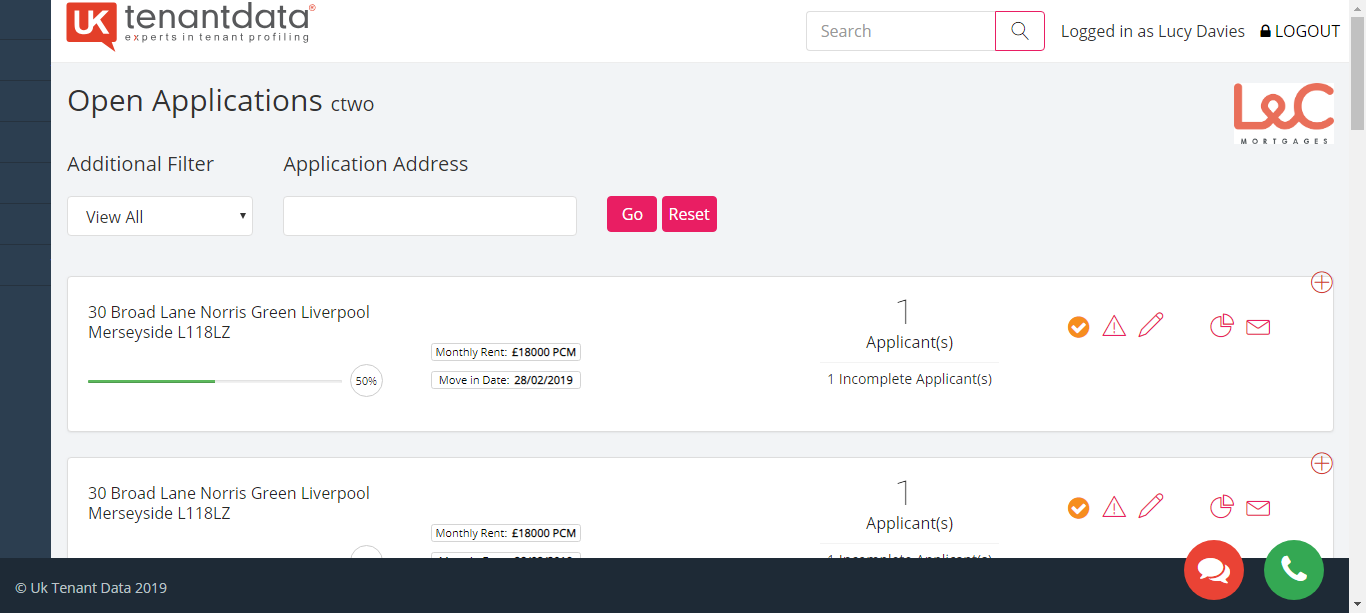 UK tenantdata®
experts in tenant profiling
Search
Logged in as Lucy Davies
LOGOUT
Open Applications ctwo
L&C
MORTGAGES
Additional Filter
Application Address
View All
Go
Reset
30 Broad Lane Norris Green Liverpool
Merseyside L118LZ
50%
Monthly Rent: £18000 PCM
Move in Date: 28/02/2019
1
Applicant(s)
1 Incomplete Applicant(s)
30 Broad Lane Norris Green Liverpool
Merseyside L118LZ
Monthly Rent: £18000 PCM
1
Applicant(s)
1 Incomplete Applicant(s)
© Uk Tenant Data 2019